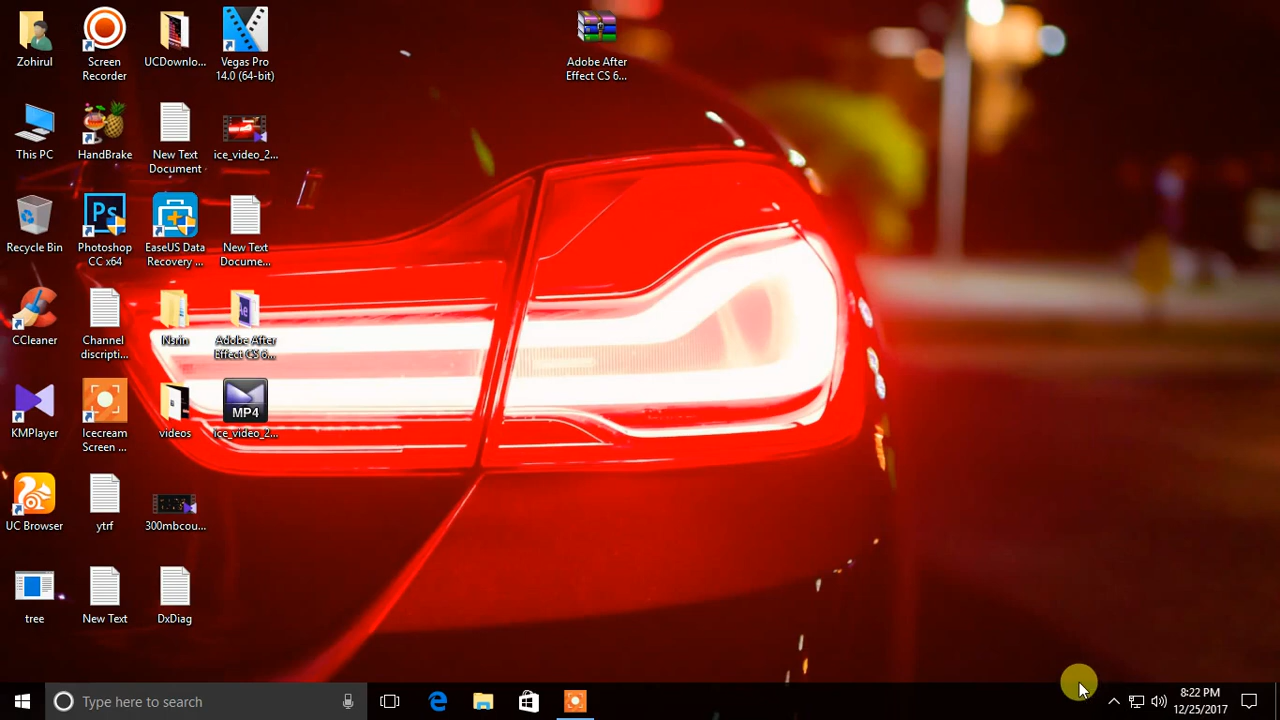 Zohirul
Screen
Recorder
UCDownlo...
Vegas Pro
14.0 (64-bit)
Adobe After
Effect CS 6...
This PC
HandBrake
New Text
Document
ice_video_2...
Recycle Bin
Ps
Photoshop
CC x64
EaseUS Data
Recovery ...
New Text
Docume...
CCleaner
Channel
discripti...
Nsrin
Ae
Adobe After
Effect CS 6...
KMPlayer
Icecream
Screen ...
videos
MP4
ice_video_2...
UC Browser
ytrf
300mbcou...
tree
New Text
DxDiag
Type here to search
8:22 PM
12/25/2017